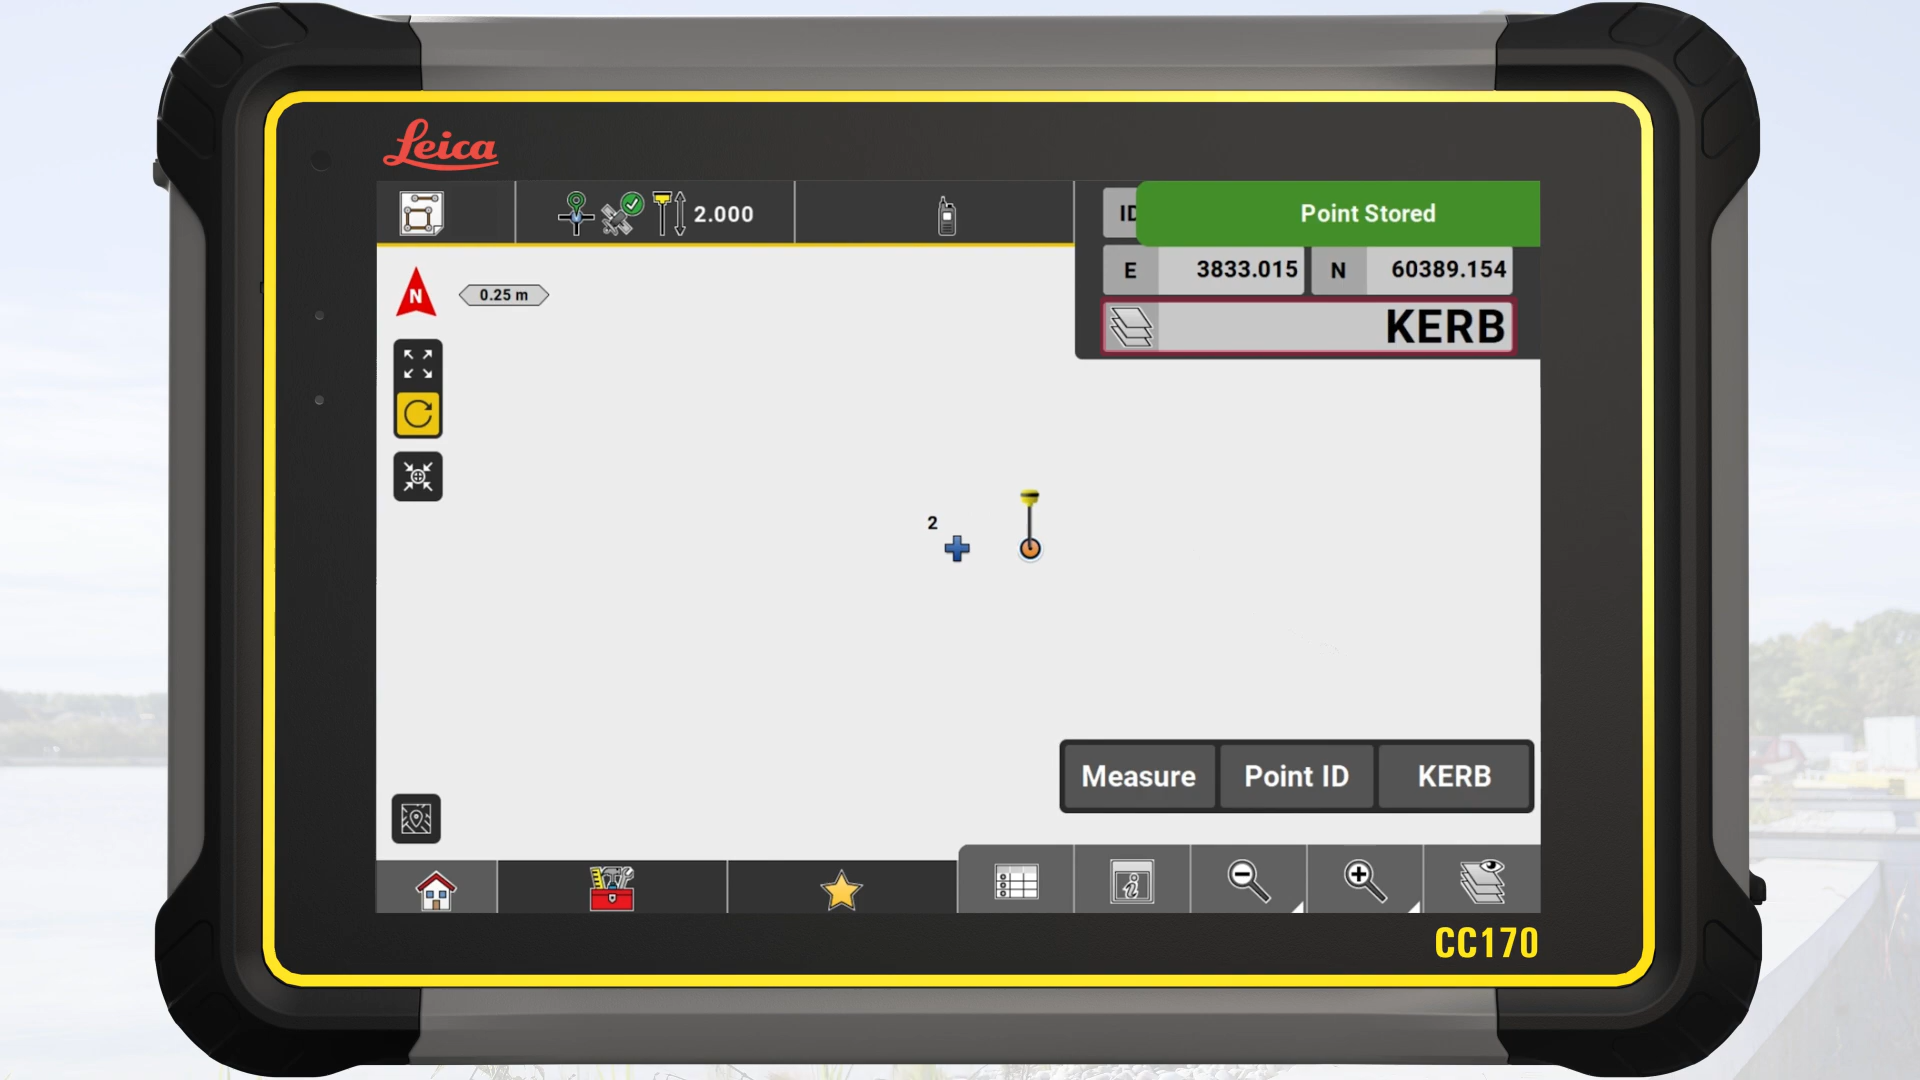 Leica
2.000
ID
Point Stored
E 3833.015 N 60389.154
N
0.25 m
KERB
2
Measure Point ID KERB
CC170